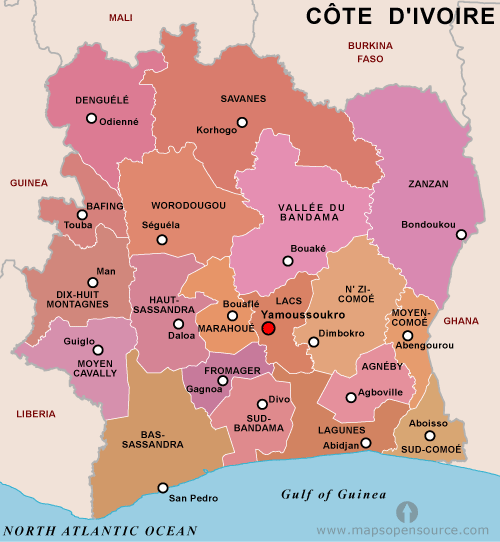 CÔTE D'IVOIRE
MALI
BURKINA
FASO
DENGUÉLÉ
Odienné
SAVANES
Korhogo
ZANZAN
Bondoukou
GUINEA
BAFING
Touba
WORODOUGOU
Séguéla
VALLÉE DU
BANDAMA
Bouaké
Man
DIX-HUIT
MONTAGNES
HAUT-
SASSANDRA
Daloa
Bouaflé
MARAHOUÉ
LACS
Yamoussoukro
N' ZI-
COMOÉ
Dimbokro
MOYEN-
COMOÉ
Abengourou
GHANA
Guiglo
MOYEN
CAVALLY
FROMAGER
Gagnoa
AGNÉBY
Agboville
Divo
SUD-
BANDAMA
LIBERIA
BAS-
SASSANDRA
LAGUNES
Abidjan
Aboisso
SUD-COMOÉ
San Pedro
Gulf of Guinea
NORTH ATLANTIC OCEAN
www.mapsopensource.com